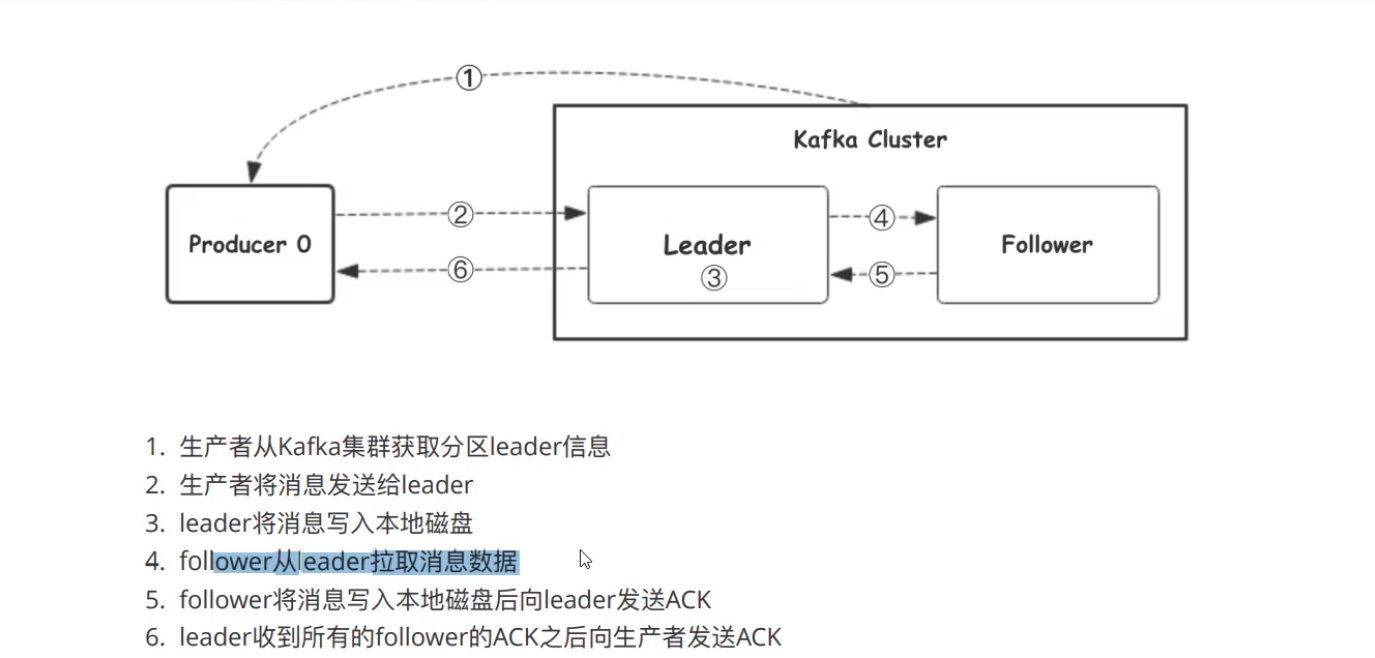 ①
Kafka Cluster
Producer 0
②
⑥
Leader
③
④
⑤
Follower
1. 生产者从Kafka集群获取分区leader信息
2. 生产者将消息发送给leader
3. leader将消息写入本地磁盘
4. follower从leader拉取消息数据
5. follower将消息写入本地磁盘后向leader发送ACK
6. leader收到所有的follower的ACK之后向生产者发送ACK